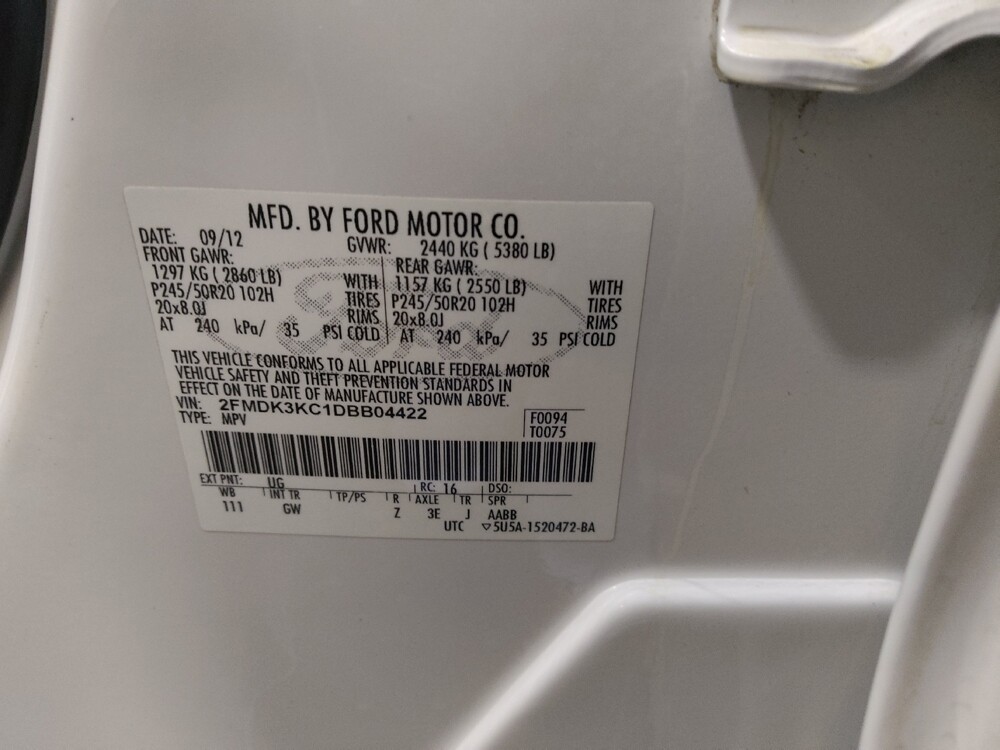 MFD. BY FORD MOTOR CO.
DATE: 09/12 GVWR: 2440 KG ( 5380 LB)
FRONT GAWR: REAR GAWR:
1297 KG ( 2860 LB) WITH 1157 KG ( 2550 LB) WITH
P245/50R20 102H TIRES P245/50R20 102H TIRES
20x8.0J RIMS 20x8.0J RIMS
AT 240 kPa/ 35 PSI COLD AT 240 kPa/ 35 PSI COLD
Ford
THIS VEHICLE CONFORMS TO ALL APPLICABLE FEDERAL MOTOR
VEHICLE SAFETY AND THEFT PREVENTION STANDARDS IN
EFFECT ON THE DATE OF MANUFACTURE SHOWN ABOVE.
VIN: 2FMDK3KC1DBB04422 F0094
TYPE: MPV T0075
EXT PNT: UG RC: 16 DSO:
WB INT TR TP/PS R AXLE TR SPR
111 GW Z 3E J AABB
UTC ▽5U5A-1520472-BA